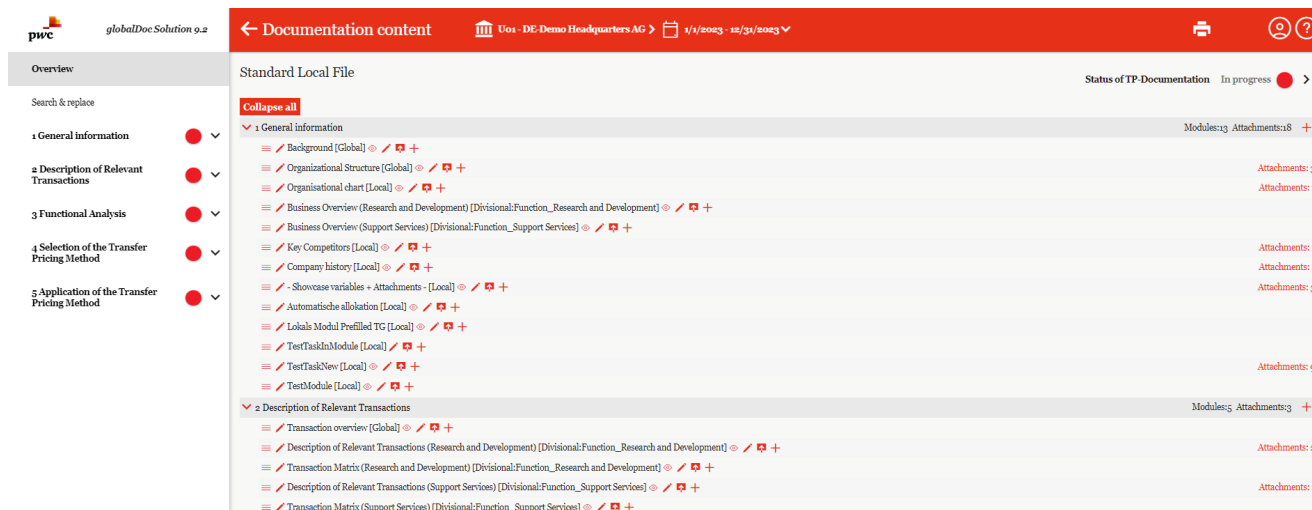 pwc
globalDoc Solution 9.2
Documentation content
U01 - DE-Demo Headquarters AG
1/1/2023 - 12/31/2023
Overview
Search & replace
1 General information
2 Description of Relevant
Transactions
3 Functional Analysis
4 Selection of the Transfer
Pricing Method
5 Application of the Transfer
Pricing Method
Standard Local File
Status of TP-Documentation In progress
Collapse all
1 General information Modules:13 Attachments:18
Background [Global]
Organizational Structure [Global] Attachments:
Organisational chart [Local] Attachments:
Business Overview (Research and Development) [Divisional:Function_Research and Development]
Business Overview (Support Services) [Divisional:Function_Support Services]
Key Competitors [Local] Attachments:
Company history [Local] Attachments:
- Showcase variables + Attachments - [Local] Attachments:
Automatische allokation [Local]
Lokals Modul Prefilled TG [Local]
TestTaskInModule [Local]
TestTaskNew [Local] Attachments:
TestModule [Local]
2 Description of Relevant Transactions Modules:5 Attachments:3
Transaction overview [Global]
Description of Relevant Transactions (Research and Development) [Divisional:Function_Research and Development] Attachments:
Transaction Matrix (Research and Development) [Divisional:Function_Research and Development]
Description of Relevant Transactions (Support Services) [Divisional:Function_Support Services] Attachments:
Transaction Matrix (Support Services) [Divisional:Function_Support Services]